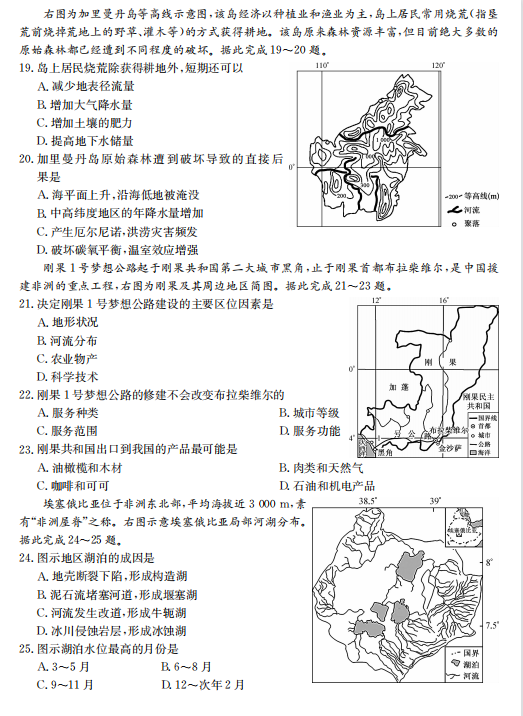 右图为加里曼丹岛等高线示意图,该岛经济以种植业和渔业为主,岛上居民常用烧荒(指垦
荒前烧掉荒地上的野草、灌木等)的方式获得耕地。该岛原来森林资源丰富,但目前绝大多数的
原始森林都已经遭到不同程度的破坏。据此完成19~20题。
19. 岛上居民烧荒除获得耕地外,短期还可以
A. 减少地表径流量
B. 增加大气降水量
C. 增加土壤的肥力
D. 提高地下水储量
20. 加里曼丹岛原始森林遭到破坏导致的直接后
果是
A. 海平面上升,沿海低地被淹没
B. 中高纬度地区的年降水量增加
C. 产生厄尔尼诺,洪涝灾害频发
D. 破坏碳氧平衡,温室效应增强
110°
120°
0°
1 000
200
-200- 等高线(m)
河流
聚落
刚果1号梦想公路起于刚果共和国第二大城市黑角,止于刚果首都布拉柴维尔,是中国援
建非洲的重点工程,右图为刚果及其周边地区简图。据此完成21~23题。
21. 决定刚果1号梦想公路建设的主要区位因素是
A. 地形状况
B. 河流分布
C. 农业物产
D. 科学技术
22. 刚果1号梦想公路的修建不会改变布拉柴维尔的
A. 服务种类
B. 城市等级
C. 服务范围
D. 服务功能
23. 刚果共和国出口到我国的产品最可能是
A. 油橄榄和木材
B. 肉类和天然气
C. 咖啡和可可
D. 石油和机电产品
12°
16°
0°
4°
刚 果
加 蓬
刚果民主
共和国
布拉柴维尔
1号公路
黑角
金沙萨
国界线
首都
城市
公路
海洋
埃塞俄比亚位于非洲东北部,平均海拔近3 000 m,素
有“非洲屋脊”之称。右图示意埃塞俄比亚局部河湖分布。
据此完成24~25题。
24. 图示地区湖泊的成因是
A. 地壳断裂下陷,形成构造湖
B. 泥石流堵塞河道,形成堰塞湖
C. 河流发生改道,形成牛轭湖
D. 冰川侵蚀岩层,形成冰蚀湖
25. 图示湖泊水位最高的月份是
A. 3~5月
B. 6~8月
C. 9~11月
D. 12~次年2月
38.5°
39°
埃塞俄比亚
8°
7.5°
国界
湖泊
河流